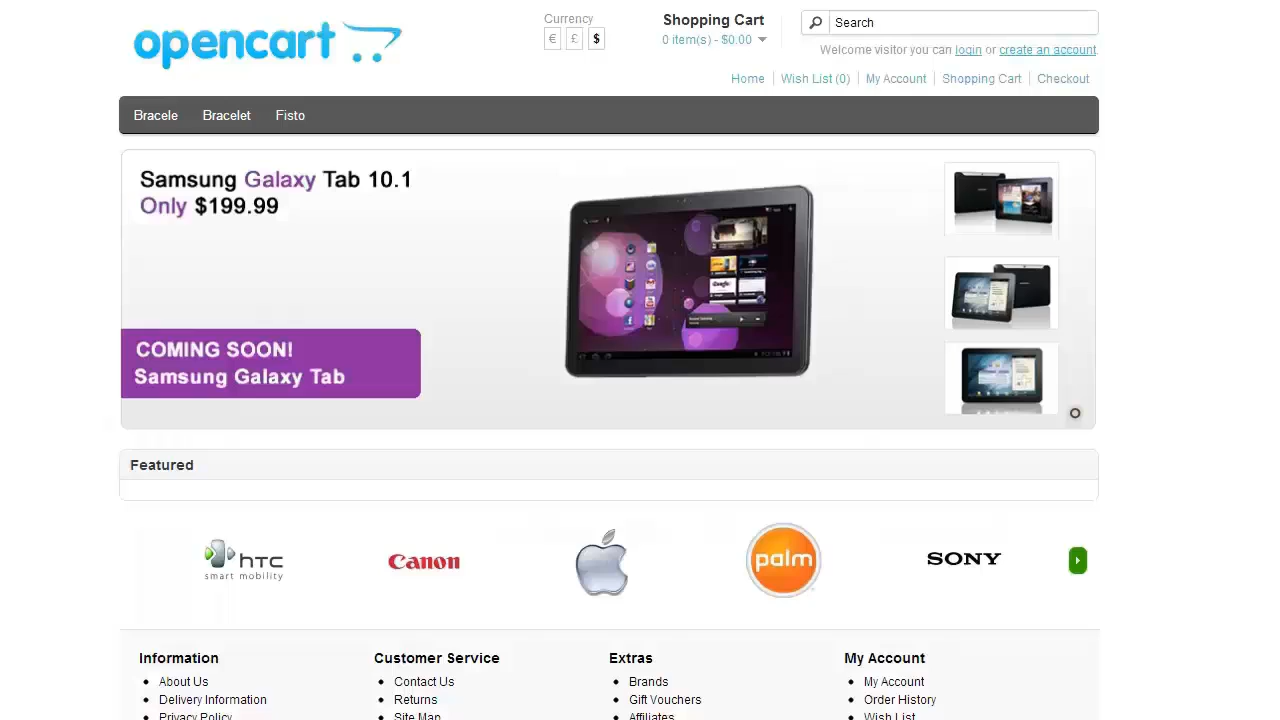 opencart
Currency
€ £ $
Shopping Cart
0 item(s) - $0.00
Search
Welcome visitor you can login or create an account.
Home Wish List (0) My Account Shopping Cart Checkout
Bracele Bracelet Fisto
Samsung Galaxy Tab 10.1
Only $199.99
COMING SOON!
Samsung Galaxy Tab
Featured
hTC
smart mobility
Canon
palm
SONY
Information Customer Service Extras My Account
About Us Contact Us Brands My Account
Delivery Information Returns Gift Vouchers Order History
Privacy Policy Site Map Affiliates Wish List